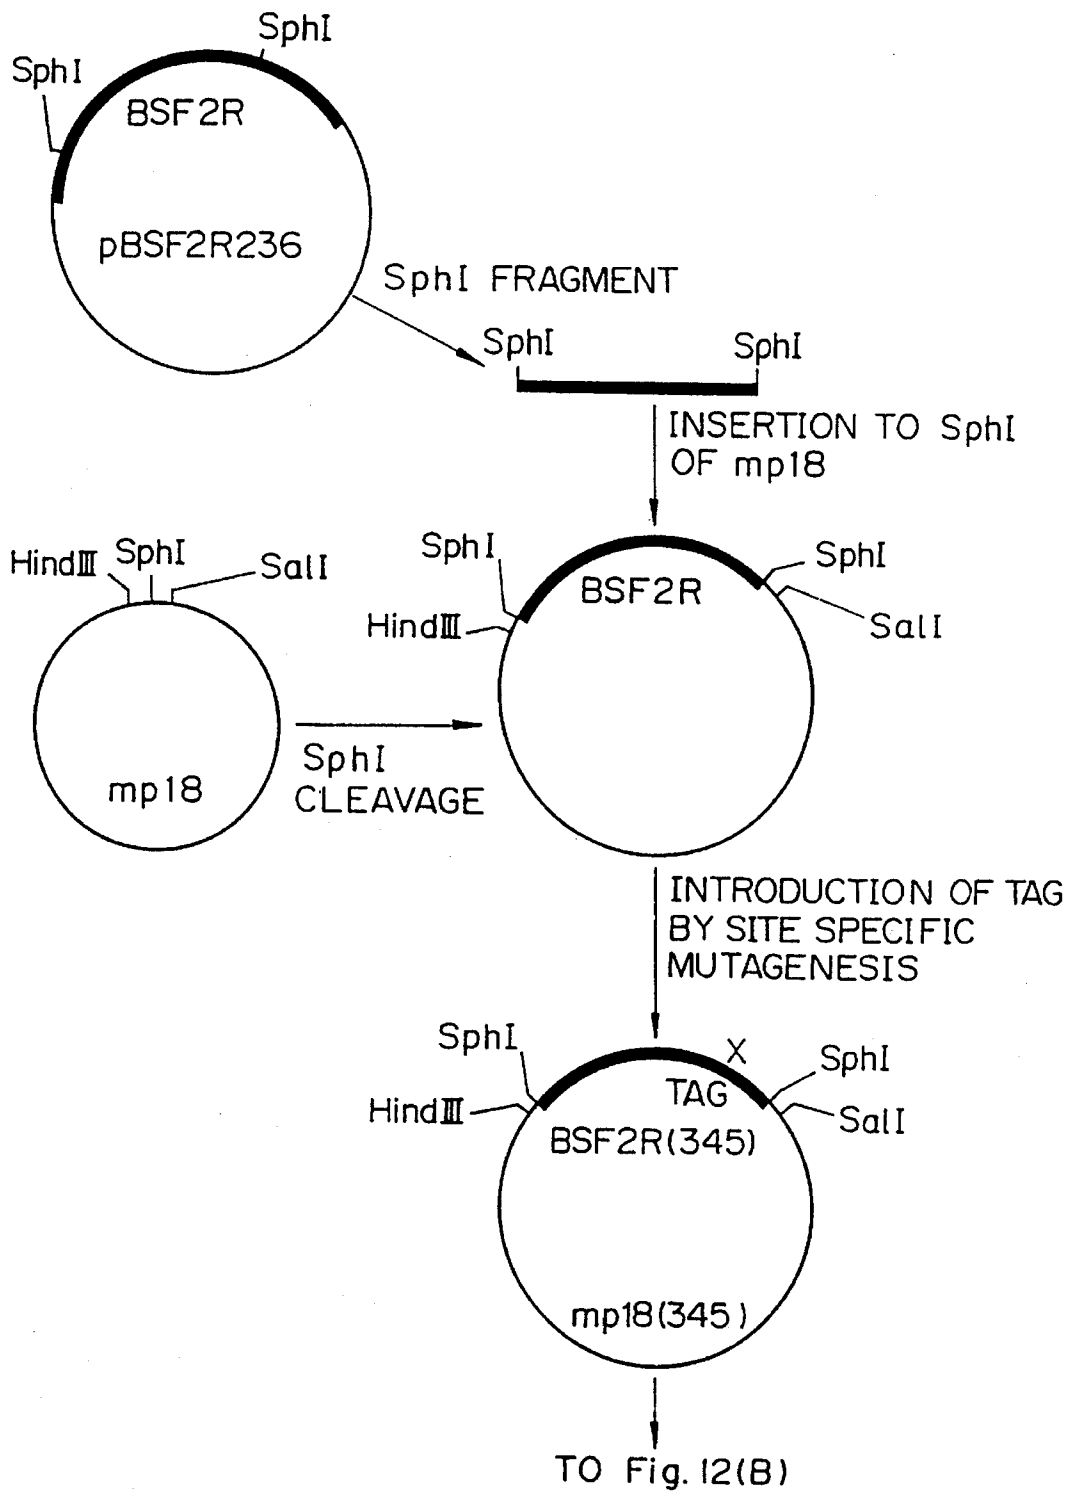 SphI
SphI
BSF2R
pBSF2R236
SphI FRAGMENT
SphI
SphI
INSERTION TO SphI
OF mp18
HindIII
SphI
SalI
mp18
SphI
CLEAVAGE
SphI
HindIII
BSF2R
SphI
SalI
INTRODUCTION OF TAG
BY SITE SPECIFIC
MUTAGENESIS
SphI
HindIII
X
TAG
SphI
SalI
BSF2R(345)
mp18(345)
TO Fig. 12(B)